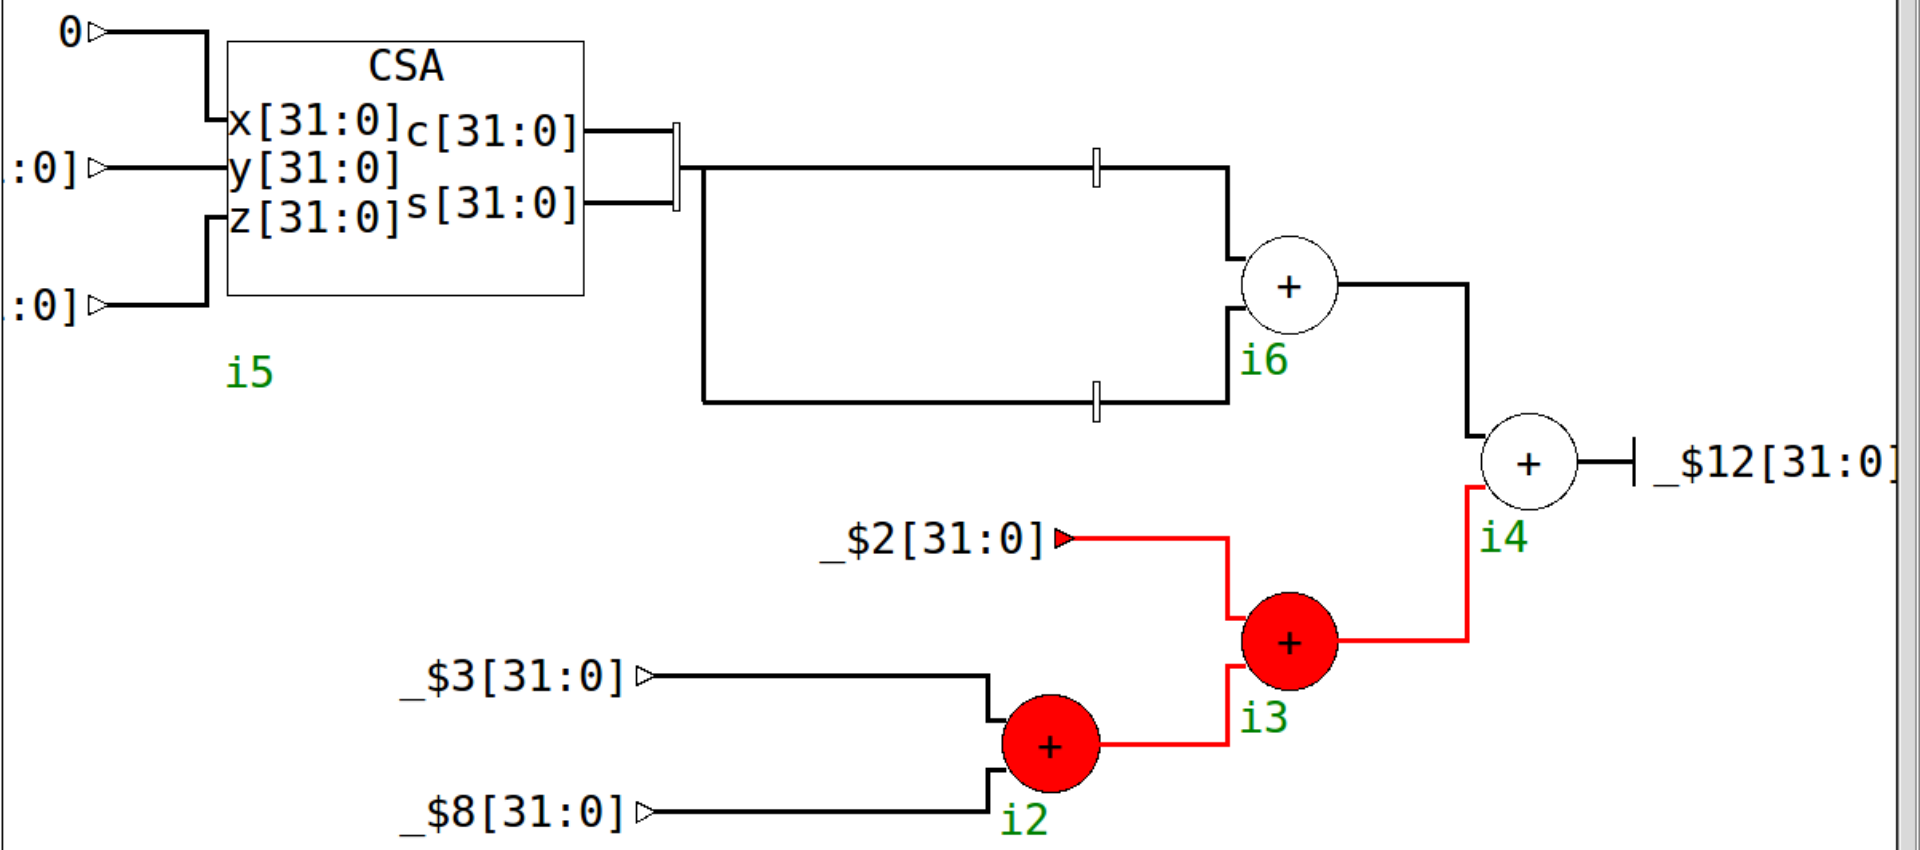 0
CSA
x[31:0]
c[31:0]
:0]
y[31:0]
s[31:0]
z[31:0]
:0]
i5
+
i6
+
_$12[31:0]
i4
_$2[31:0]
+
i3
_$3[31:0]
+
_$8[31:0]
i2